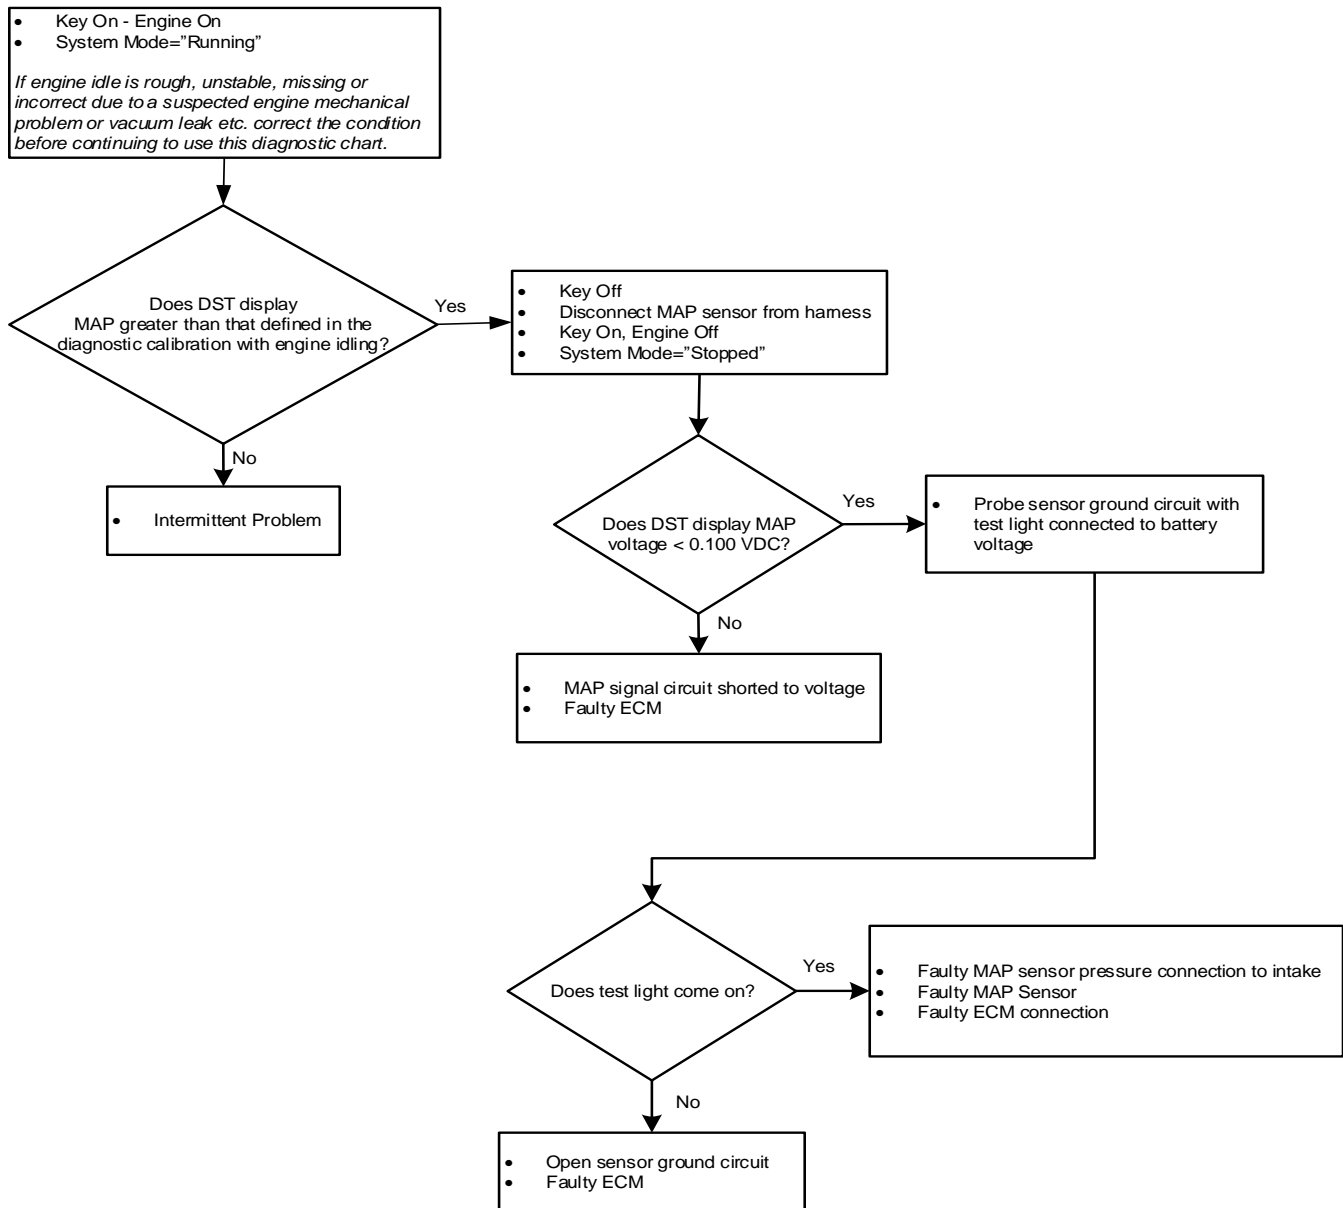 • Key On - Engine On
• System Mode=”Running”
If engine idle is rough, unstable, missing or
incorrect due to a suspected engine mechanical
problem or vacuum leak etc. correct the condition
before continuing to use this diagnostic chart.
Does DST display
MAP greater than that defined in the
diagnostic calibration with engine idling?
Yes
• Key Off
• Disconnect MAP sensor from harness
• Key On, Engine Off
• System Mode=”Stopped”
No
• Intermittent Problem
Does DST display MAP
voltage < 0.100 VDC?
Yes
• Probe sensor ground circuit with
test light connected to battery
voltage
No
• MAP signal circuit shorted to voltage
• Faulty ECM
Does test light come on?
Yes
• Faulty MAP sensor pressure connection to intake
• Faulty MAP Sensor
• Faulty ECM connection
No
• Open sensor ground circuit
• Faulty ECM